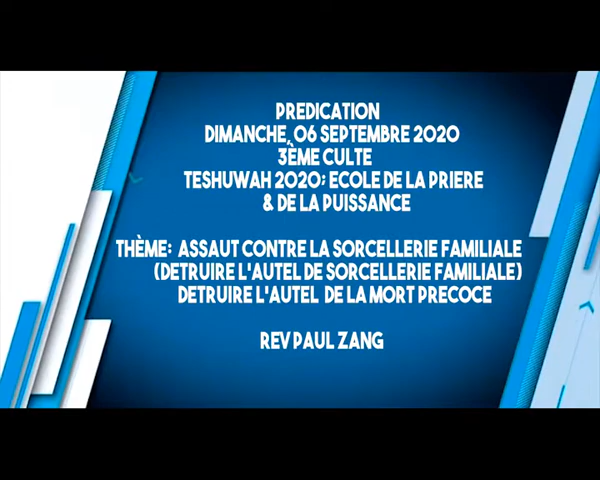 PREDICATION
DIMANCHE, 06 SEPTEMBRE 2020
3ÈME CULTE
TESHUWAH 2020; ECOLE DE LA PRIERE
& DE LA PUISSANCE
THÈME: ASSAUT CONTRE LA SORCELLERIE FAMILIALE
(DETRUIRE L'AUTEL DE SORCELLERIE FAMILIALE)
DETRUIRE L'AUTEL DE LA MORT PRECOCE
REV PAUL ZANG